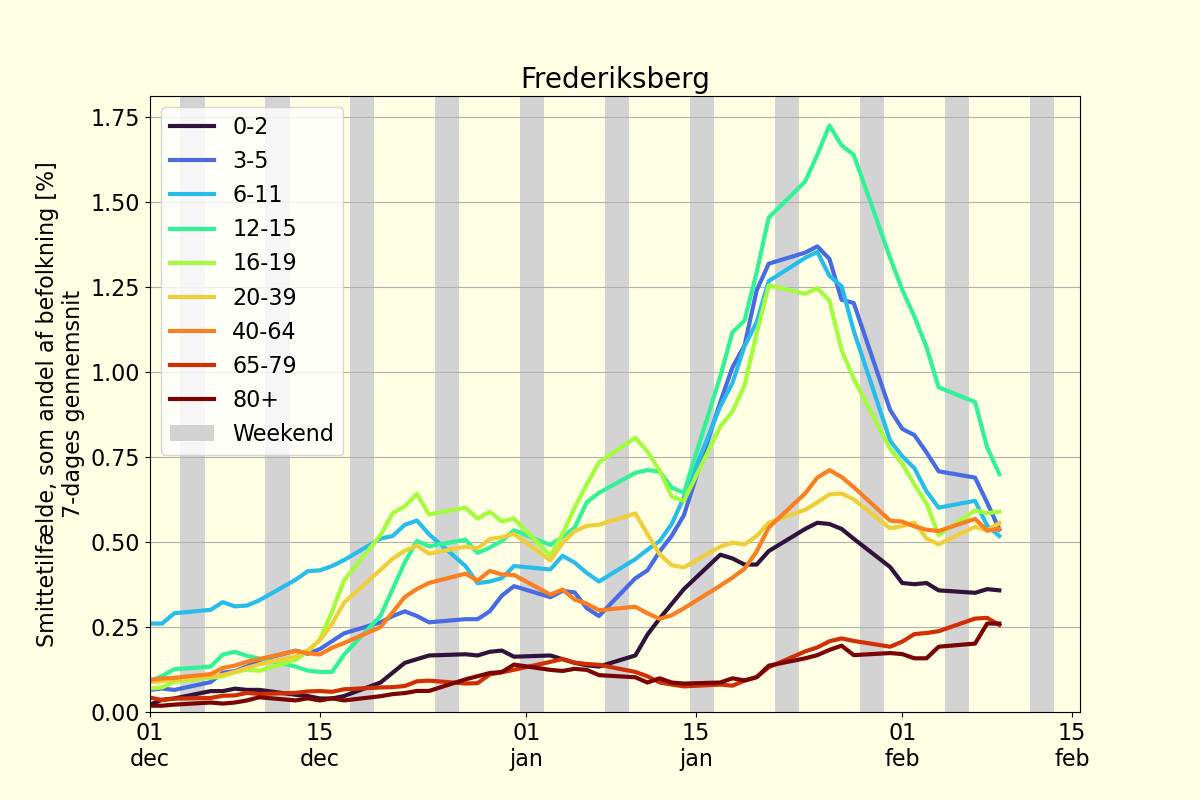 Frederiksberg
Smittetilfælde, som andel af befolkning [%]
7-dages gennemsnit
1.75
1.50
1.25
1.00
0.75
0.50
0.25
0.00
0-2
3-5
6-11
12-15
16-19
20-39
40-64
65-79
80+
Weekend
01
dec
15
dec
01
jan
15
jan
01
feb
15
feb